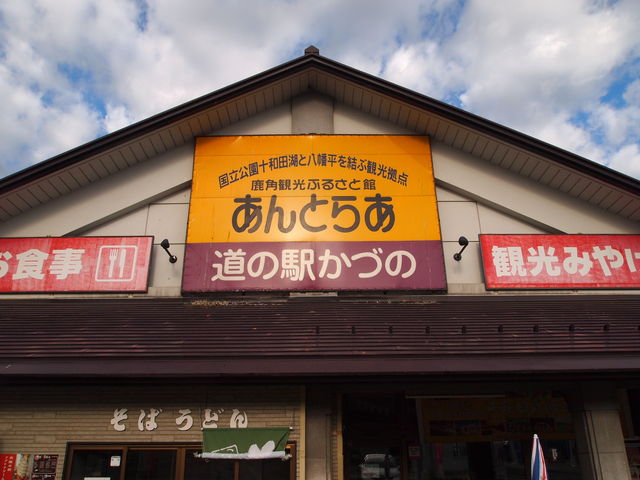 国立公園十和田湖と八幡平を結ぶ観光拠点
鹿角観光ふるさと館
あんとらあ
道の駅かづの
お食事
観光みやげ
そば うどん